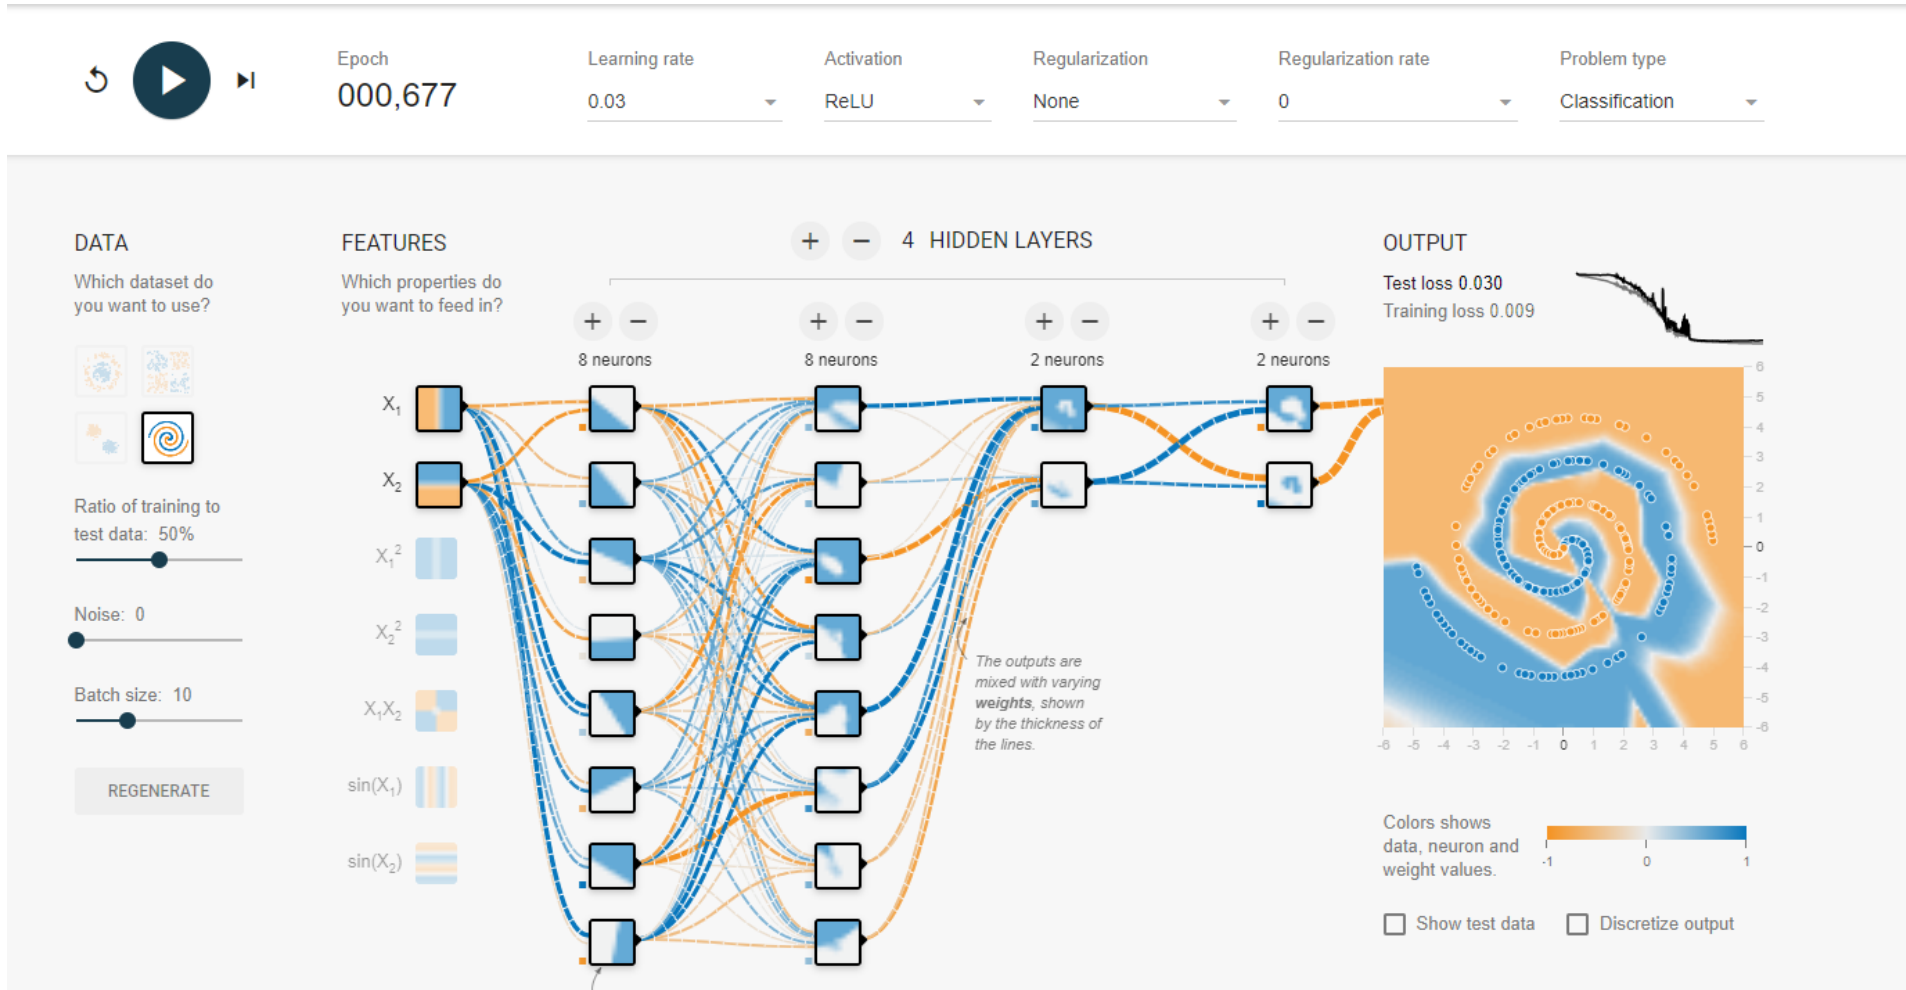 Epoch
000,677
Learning rate
0.03
Activation
ReLU
Regularization
None
Regularization rate
0
Problem type
Classification
DATA
Which dataset do
you want to use?
Ratio of training to
test data: 50%
Noise: 0
Batch size: 10
REGENERATE
FEATURES
Which properties do
you want to feed in?
X₁
X₂
X₁²
X₂²
X₁X₂
sin(X₁)
sin(X₂)
+ − 4 HIDDEN LAYERS
+ −
8 neurons
+ −
8 neurons
+ −
2 neurons
+ −
2 neurons
The outputs are
mixed with varying
weights, shown
by the thickness of
the lines.
OUTPUT
Test loss 0.030
Training loss 0.009
6
5
4
3
2
1
0
-1
-2
-3
-4
-5
-6
-6 -5 -4 -3 -2 -1 0 1 2 3 4 5 6
Colors shows
data, neuron and
weight values.
-1 0 1
Show test data
Discretize output